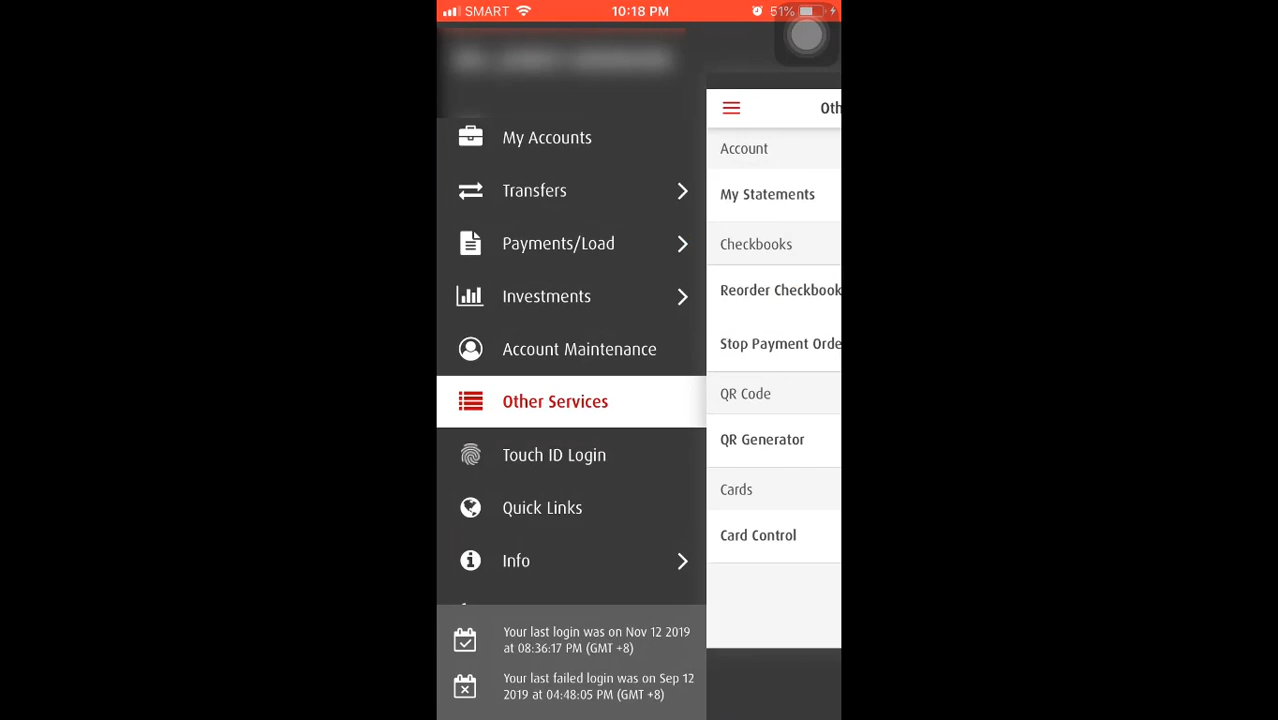 SMART
10:18 PM
51%
My Accounts
Transfers
Payments/Load
Investments
Account Maintenance
Other Services
Touch ID Login
Quick Links
Info
Your last login was on Nov 12 2019
at 08:36:17 PM (GMT +8)
Your last failed login was on Sep 12
2019 at 04:48:05 PM (GMT +8)
Oth
Account
My Statements
Checkbooks
Reorder Checkbook
Stop Payment Orde
QR Code
QR Generator
Cards
Card Control